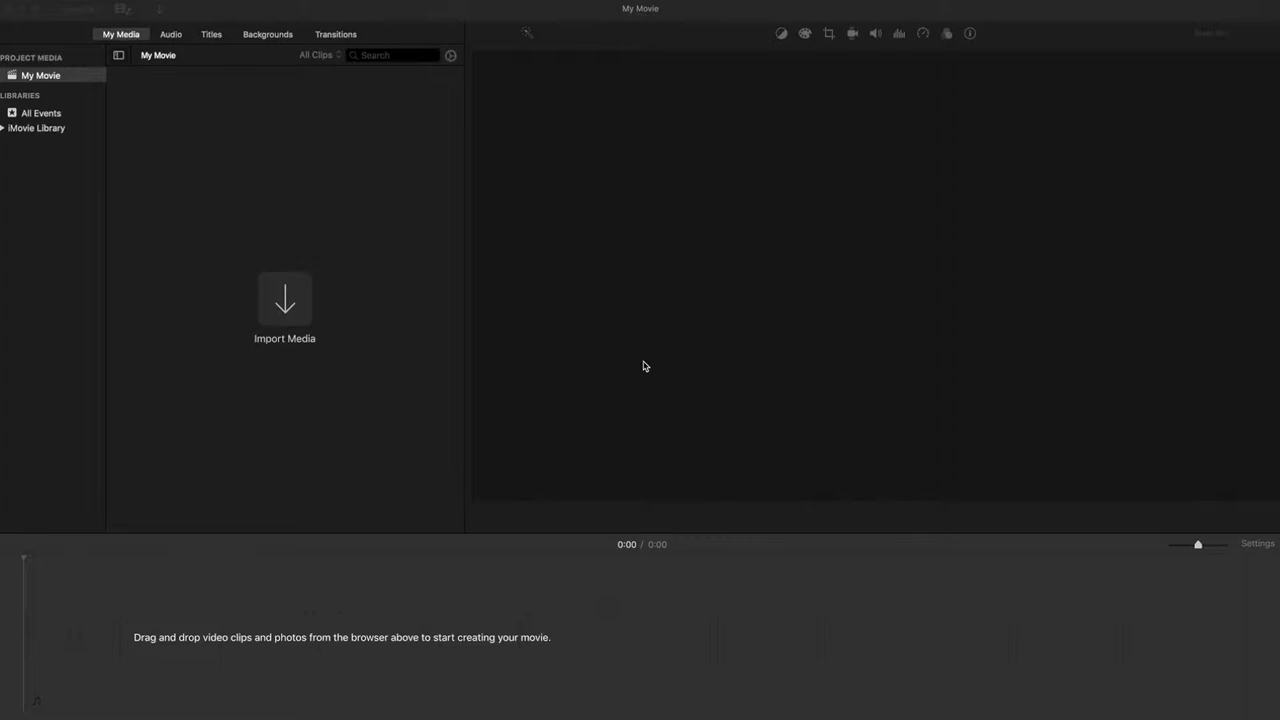 My Movie
My Media
Audio
Titles
Backgrounds
Transitions
PROJECT MEDIA
My Movie
All Clips
Search
My Movie
LIBRARIES
All Events
iMovie Library
Import Media
0:00 / 0:00
Settings
Drag and drop video clips and photos from the browser above to start creating your movie.